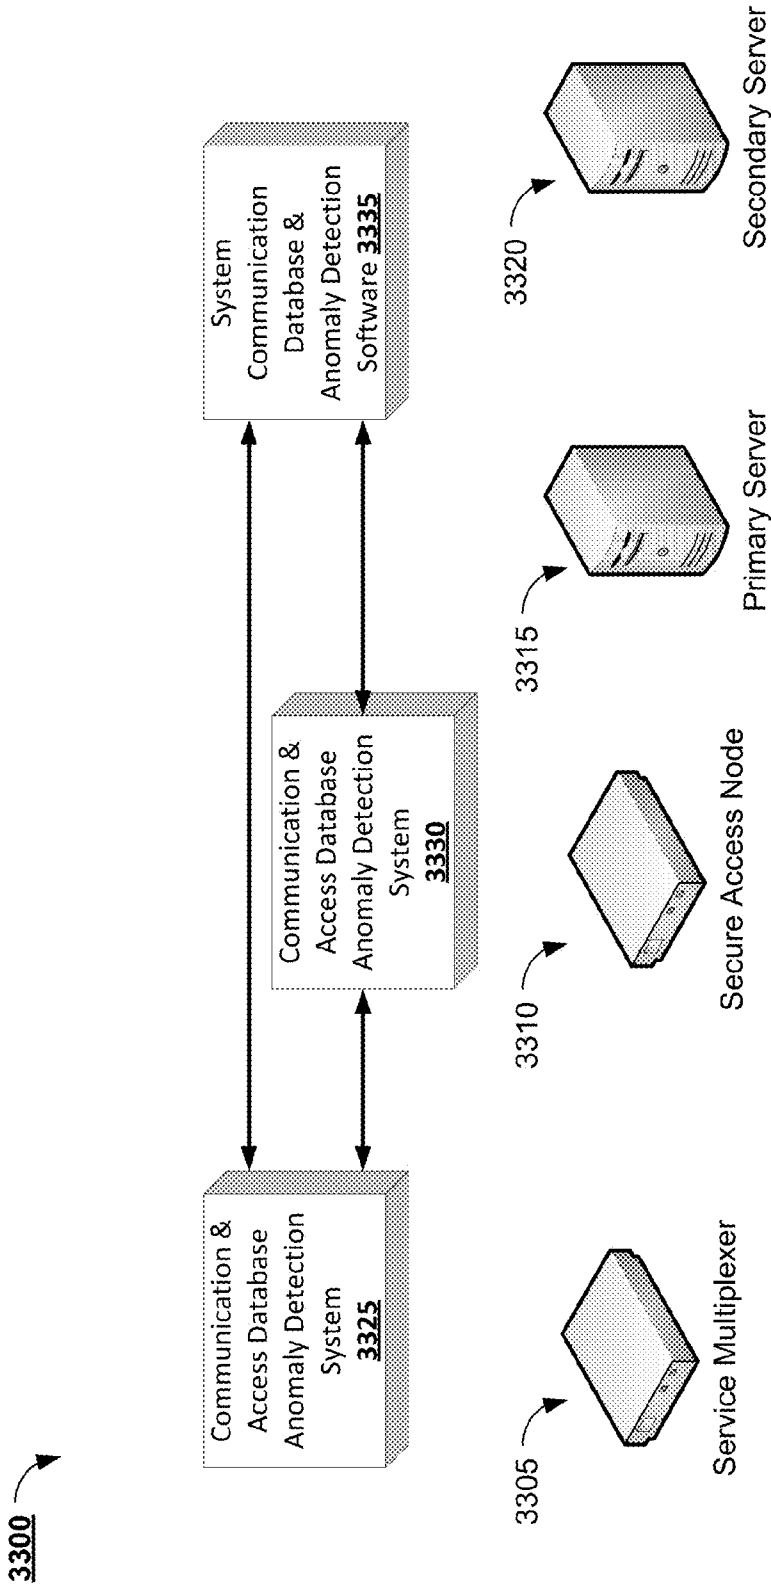 3300
Communication &
Access Database
Anomaly Detection
System
3325
Communication &
Access Database
Anomaly Detection
System
3330
System
Communication
Database &
Anomaly Detection
Software 3335
3305
Service Multiplexer
3310
Secure Access Node
3315
Primary Server
3320
Secondary Server